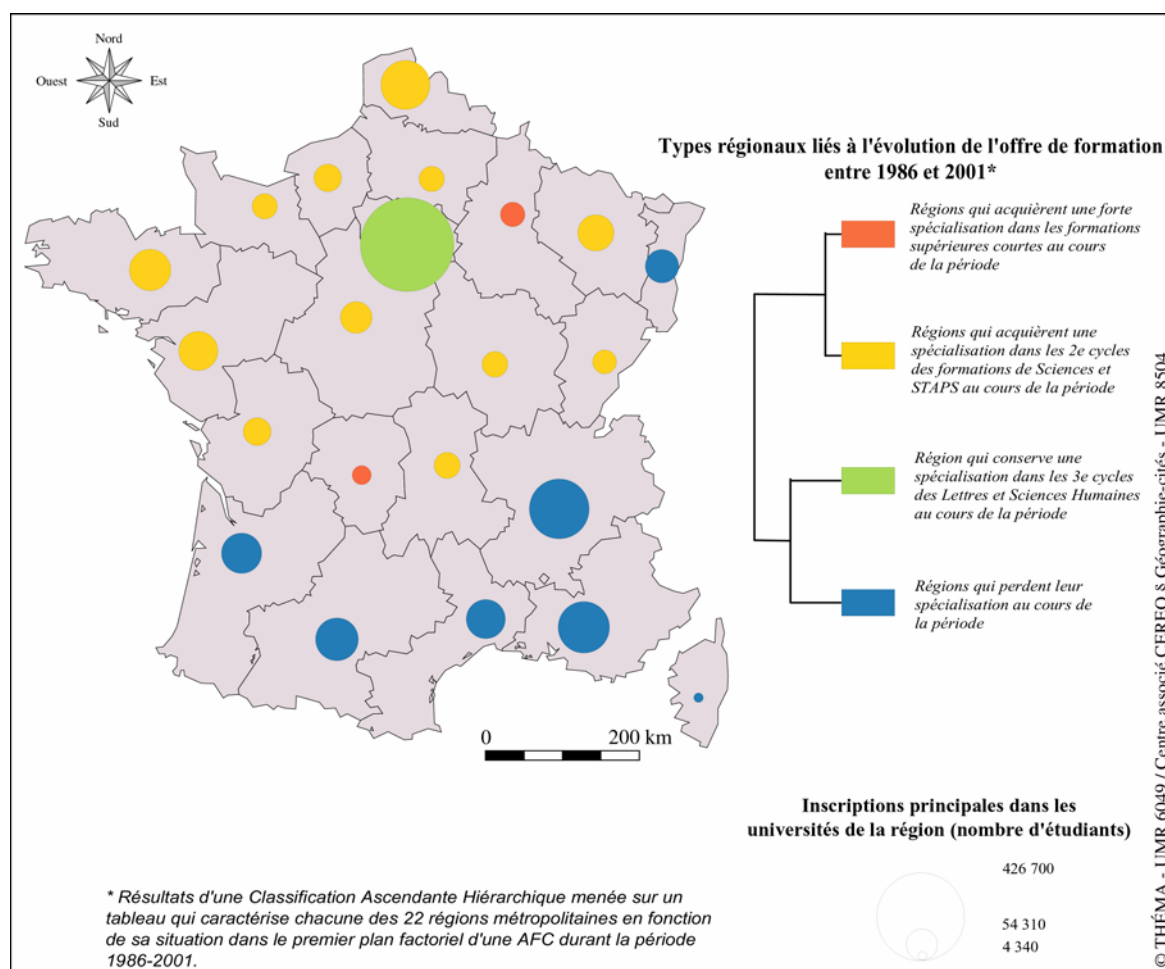 Nord
Ouest
Est
Sud
Types régionaux liés à l'évolution de l'offre de formation
entre 1986 et 2001*
Régions qui acquièrent une forte
spécialisation dans les formations
supérieures courtes au cours
de la période
Régions qui acquièrent une
spécialisation dans les 2e cycles
des formations de Sciences et
STAPS au cours de la période
Région qui conserve une
spécialisation dans les 3e cycles
des Lettres et Sciences Humaines
au cours de la période
Régions qui perdent leur
spécialisation au cours de
la période
0 200 km
Inscriptions principales dans les
universités de la région (nombre d'étudiants)
426 700
54 310
4 340
* Résultats d'une Classification Ascendante Hiérarchique menée sur un
tableau qui caractérise chacune des 22 régions métropolitaines en fonction
de sa situation dans le premier plan factoriel d'une AFC durant la période
1986-2001.
© THÉMA - UMR 6049 / Centre associé CEREQ & Géographie-cités - UMR 8504